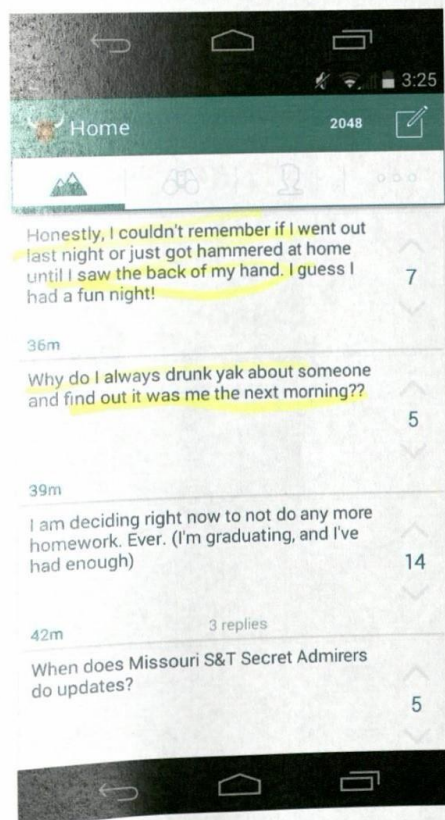 3:25
Home
2048
Honestly, I couldn't remember if I went out
last night or just got hammered at home
until I saw the back of my hand. I guess I
had a fun night!
7
36m
Why do I always drunk yak about someone
and find out it was me the next morning??
5
39m
I am deciding right now to not do any more
homework. Ever. (I'm graduating, and I've
had enough)
14
42m
3 replies
When does Missouri S&T Secret Admirers
do updates?
5